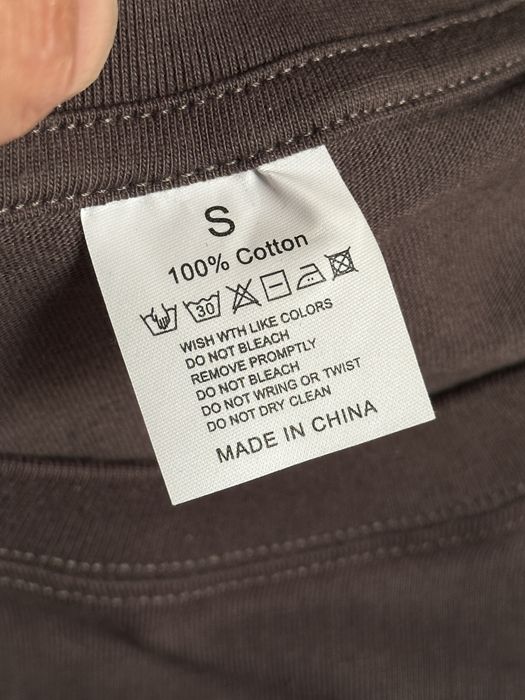 S
100% Cotton
30
WISH WTH LIKE COLORS
DO NOT BLEACH
REMOVE PROMPTLY
DO NOT BLEACH
DO NOT WRING OR TWIST
DO NOT DRY CLEAN
MADE IN CHINA